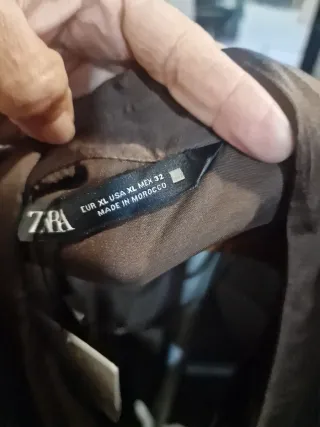 ZARA
EUR XL USA XL MEX 32
MADE IN MOROCCO